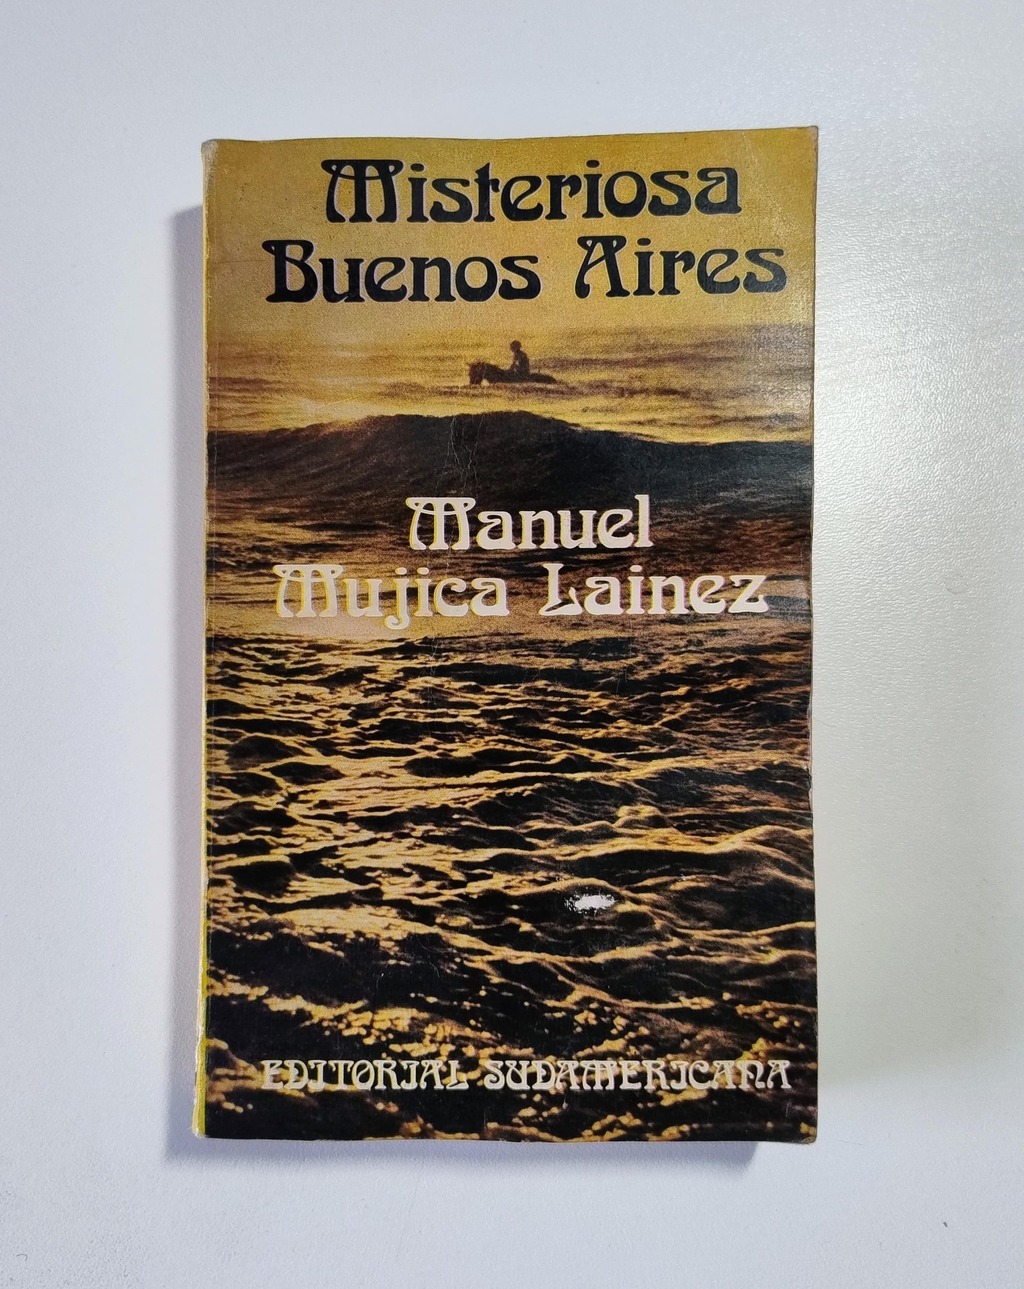 Misteriosa
Buenos Aires
Manuel
Mujica Lainez
EDITORIAL SUDAMERICANA